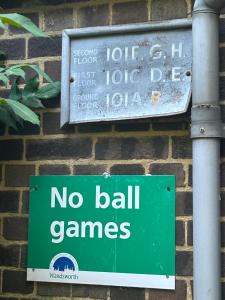 SECOND FLOOR 101F. G. H.
FIRST FLOOR 101C. D. E.
GROUND FLOOR 101A. B
No ball
games
Wandsworth